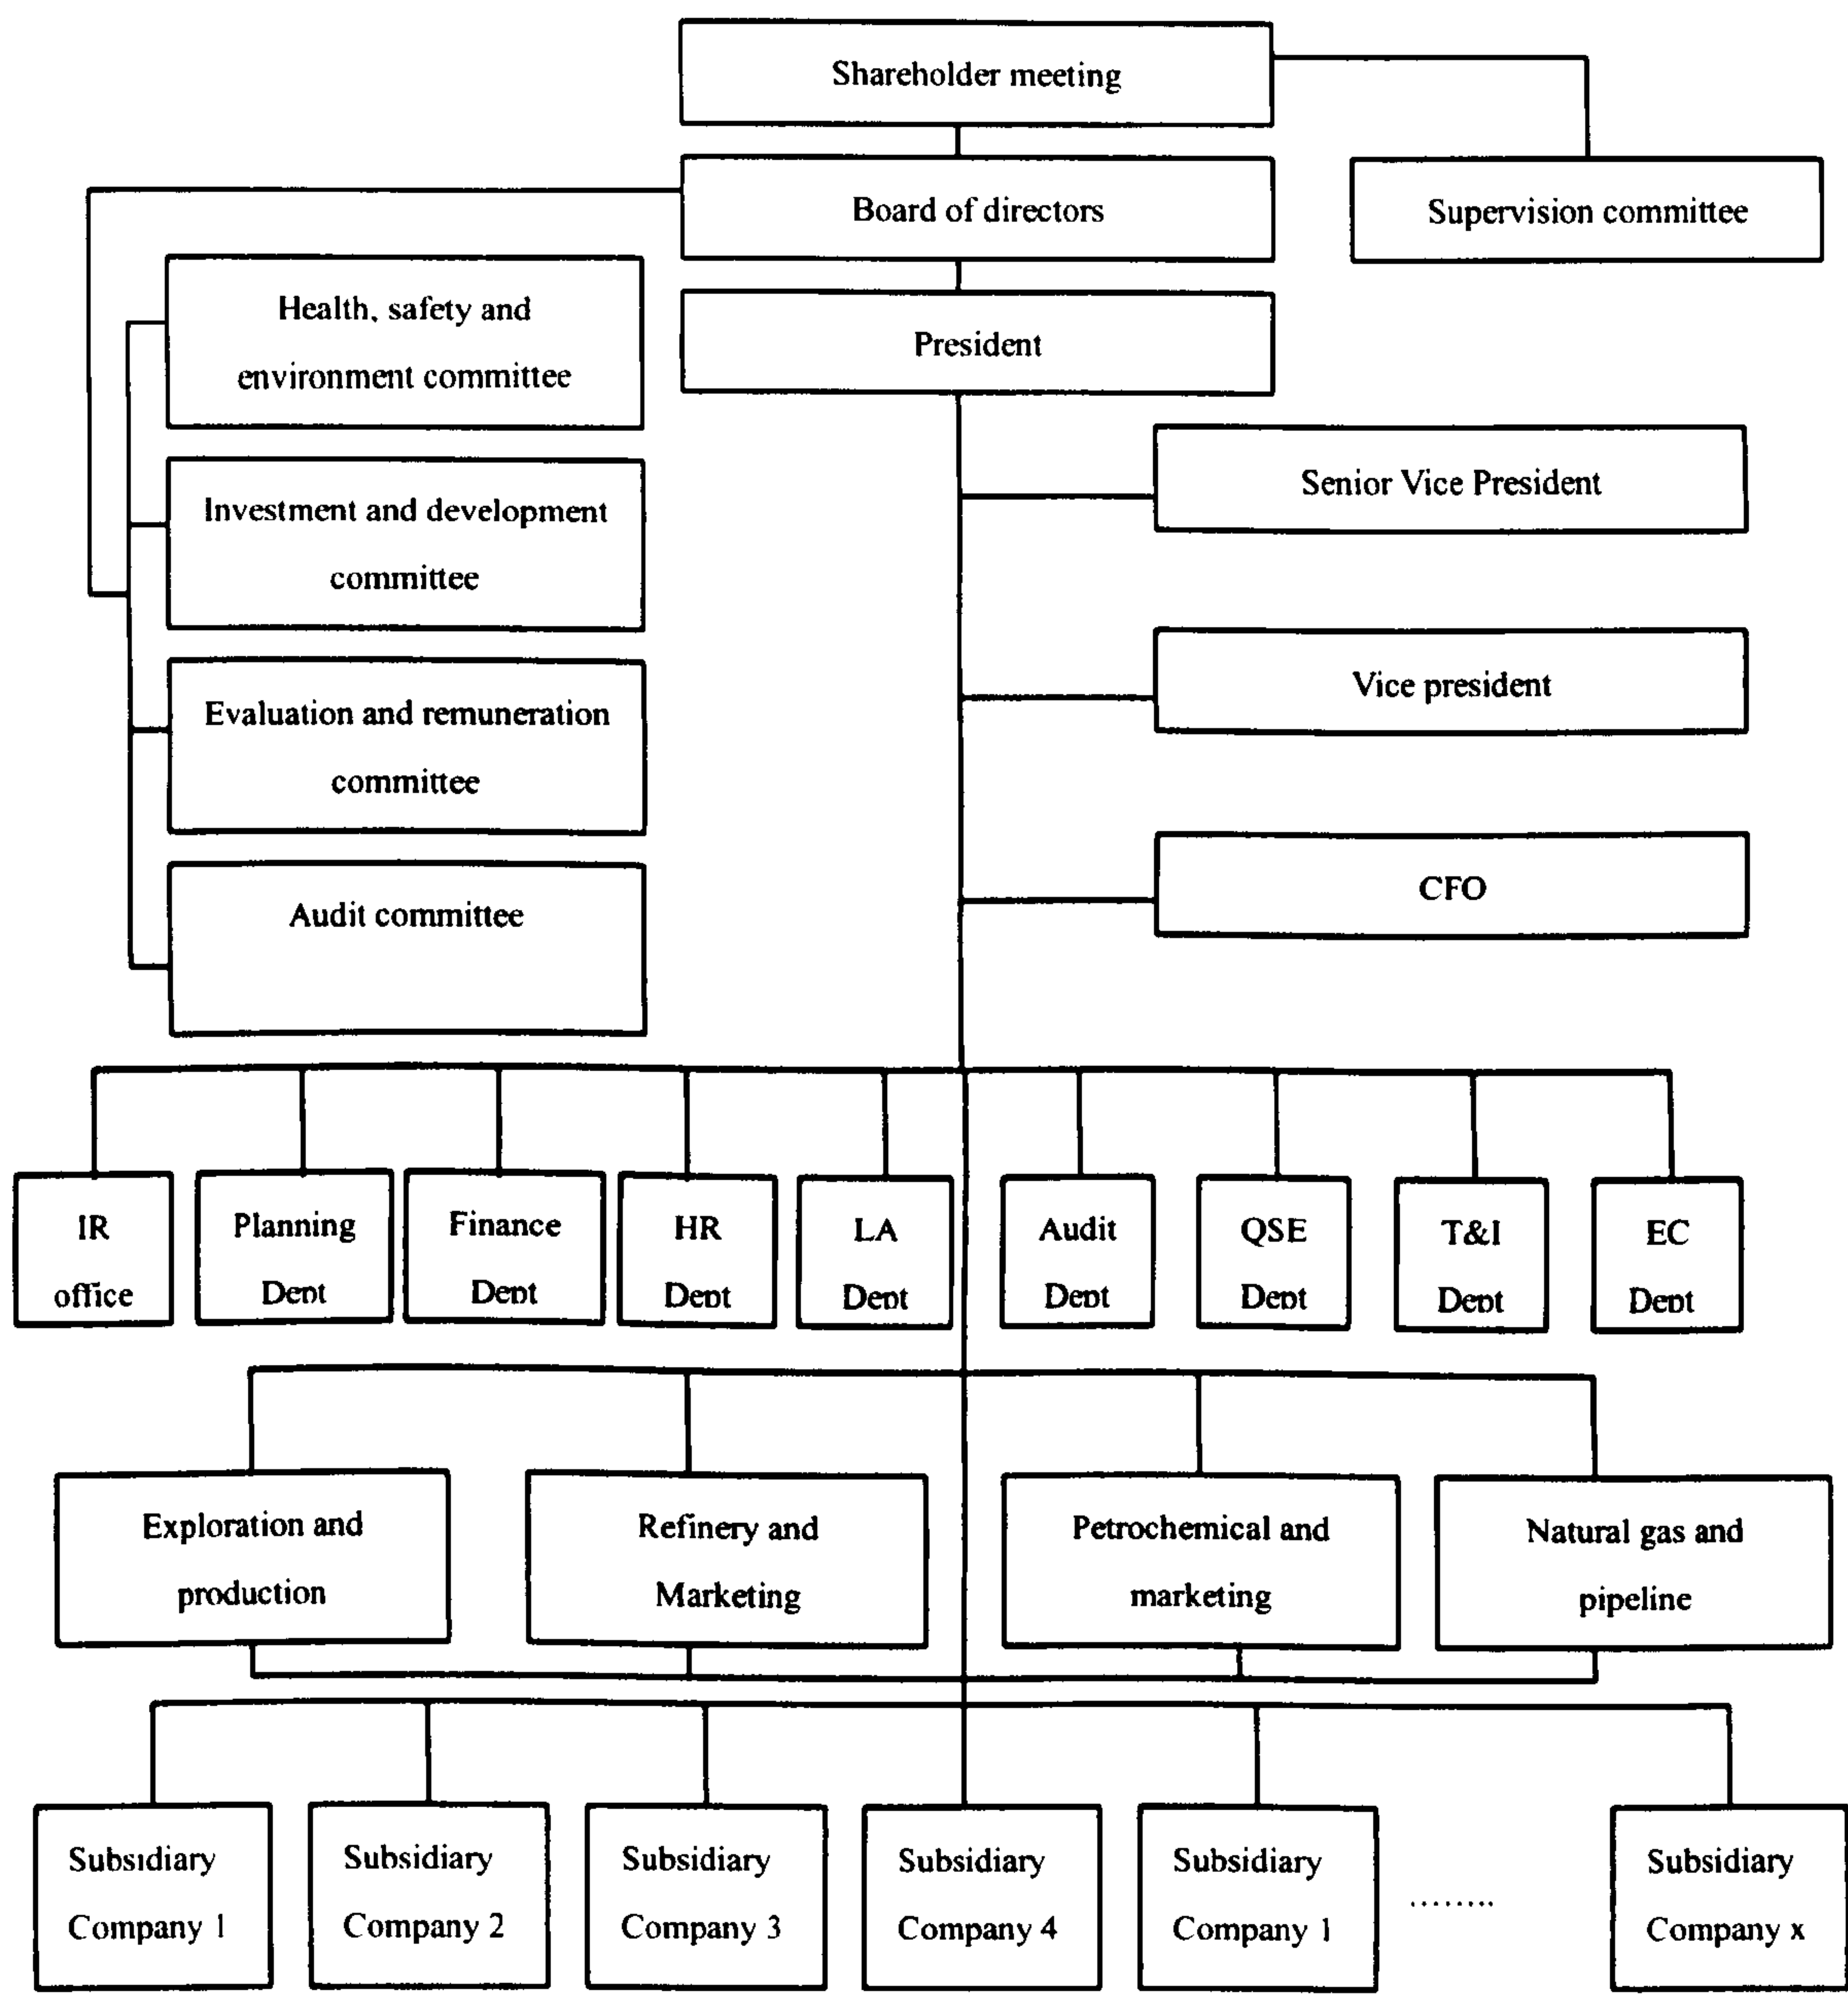 Shareholder meeting
Board of directors
Supervision committee
Health, safety and
environment committee
President
Investment and development
committee
Senior Vice President
Evaluation and remuneration
committee
Vice president
Audit committee
CFO
IR
office
Planning
Dept
Finance
Dept
HR
Dept
LA
Dept
Audit
Dept
QSE
Dept
T&I
Dept
EC
Dept
Exploration and
production
Refinery and
Marketing
Petrochemical and
marketing
Natural gas and
pipeline
Subsidiary
Company 1
Subsidiary
Company 2
Subsidiary
Company 3
Subsidiary
Company 4
Subsidiary
Company 1
........
Subsidiary
Company x